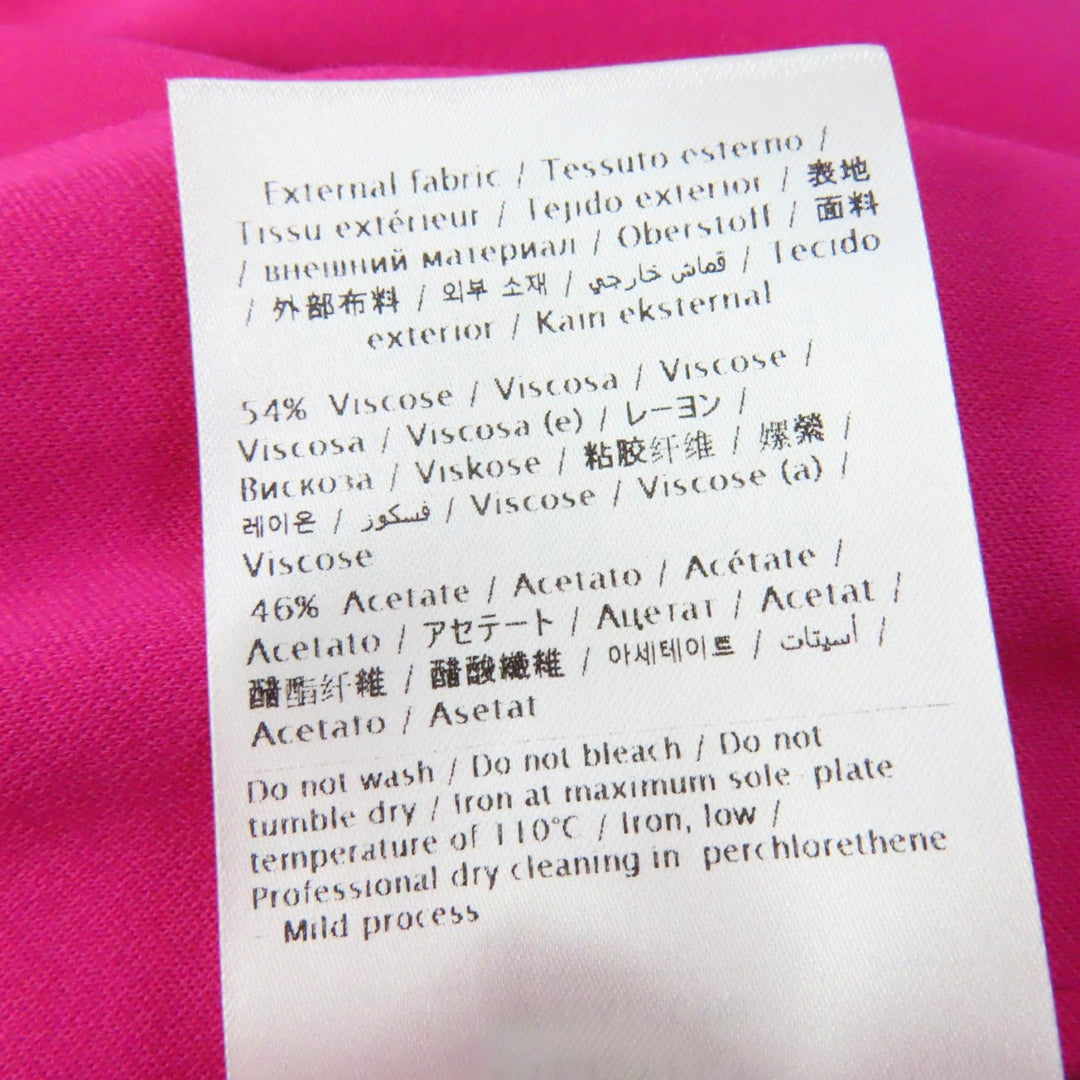 External fabric / Tessuto esterno /
Tissu extérieur / Tejido exterior / 表地
/ внешний материал / Oberstoff / 面料
/ 外部布料 / 외부 소재 / قماش خارجي / Tecido
exterior / Kain eksternal
54% Viscose / Viscosa / Viscose /
Viscosa / Viscosa (e) / レーヨン /
Вискоза / Viskose / 粘胶纤维 / 嫘縈 /
레이온 / فسكوز / Viscose / Viscose (a) /
Viscose
46% Acetate / Acetato / Acétate /
Acetato / アセテート / Ацетат / Acetat /
醋酯纤維 / 醋酸纖維 / 아세테이트 / أسيتات /
Acetato / Asetat
Do not wash / Do not bleach / Do not
tumble dry / Iron at maximum sole plate
temperature of 110°C / Iron, low /
Professional dry cleaning in perchlorethene
- Mild process